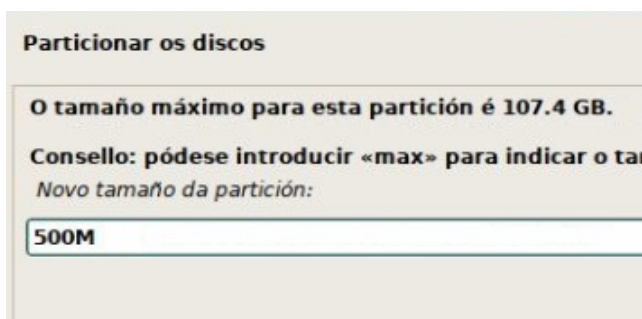 Particionar os discos
O tamaño máximo para esta partición é 107.4 GB.
Consello: pódese introducir «max» para indicar o
Novo tamaño da partición:
500M